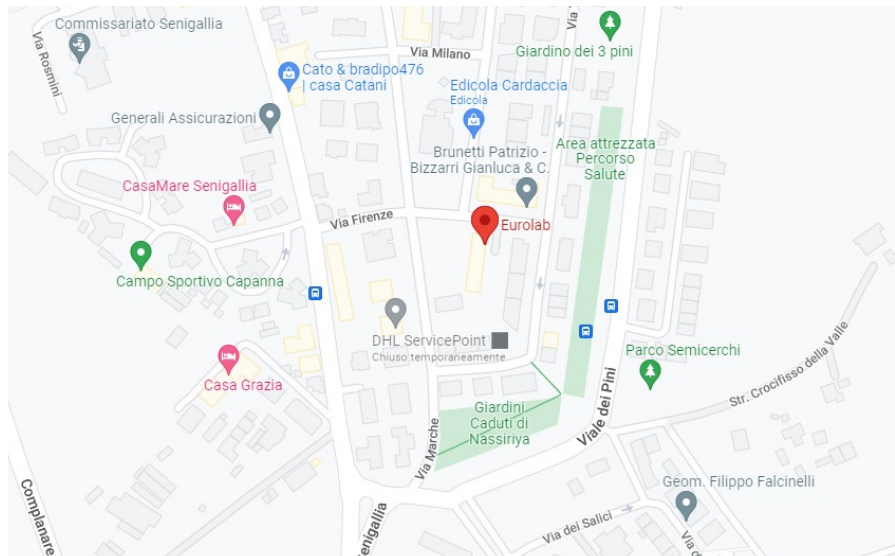 Commissariato Senigallia
Via Rosmini
Via Milano
Giardino dei 3 pini
Cato & bradipo476
| casa Catani
Edicola Cardaccia
Edicola
Generali Assicurazioni
Brunetti Patrizio -
Bizzarri Gianluca & C.
Area attrezzata
Percorso
Salute
CasaMare Senigallia
Via Firenze
Eurolab
Campo Sportivo Capanna
DHL ServicePoint
Chiuso temporaneamente
Casa Grazia
Parco Semicerchi
Str. Crocifisso della Valle
Viale dei Pini
Giardini
Caduti di
Nassiriya
Via Marche
Complanare
Senigallia
Geom. Filippo Falcinelli
Via dei Salici
Via d